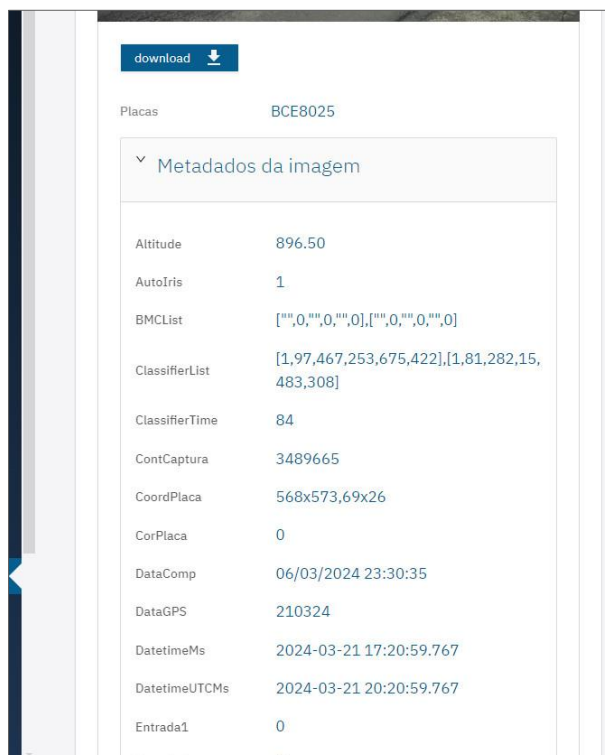 download
Placas BCE8025
Metadados da imagem
Altitude 896.50
AutoIris 1
BMCList ["",0,"",0,"",0],["",0,"",0,"",0]
ClassifierList [1,97,467,253,675,422],[1,81,282,15,
483,308]
ClassifierTime 84
ContCaptura 3489665
CoordPlaca 568x573,69x26
CorPlaca 0
DataComp 06/03/2024 23:30:35
DataGPS 210324
DatetimeMs 2024-03-21 17:20:59.767
DatetimeUTCMs 2024-03-21 20:20:59.767
Entrada1 0